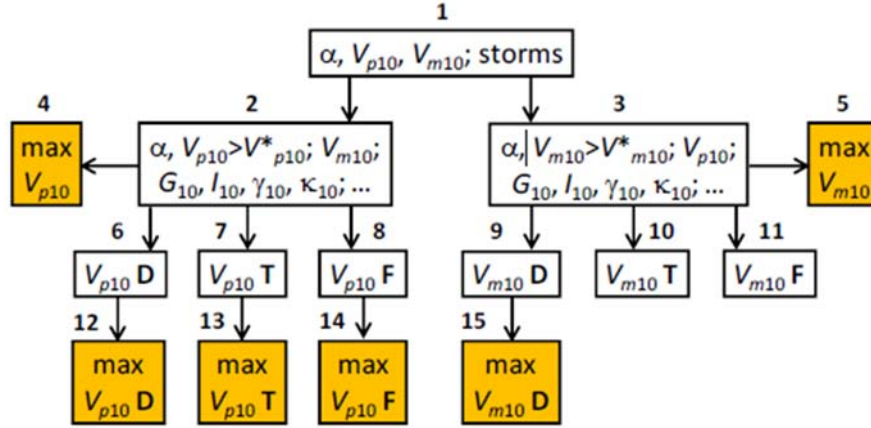 1
α, Vp10, Vm10; storms
4 2 3 5
max
Vp10
α, Vp10>V*p10; Vm10;
G10, I10, γ10, κ10; ...
α, Vm10>V*m10; Vp10;
G10, I10, γ10, κ10; ...
max
Vm10
6 7 8 9 10 11
Vp10 D Vp10 T Vp10 F Vm10 D Vm10 T Vm10 F
12 13 14 15
max
Vp10 D
max
Vp10 T
max
Vp10 F
max
Vm10 D